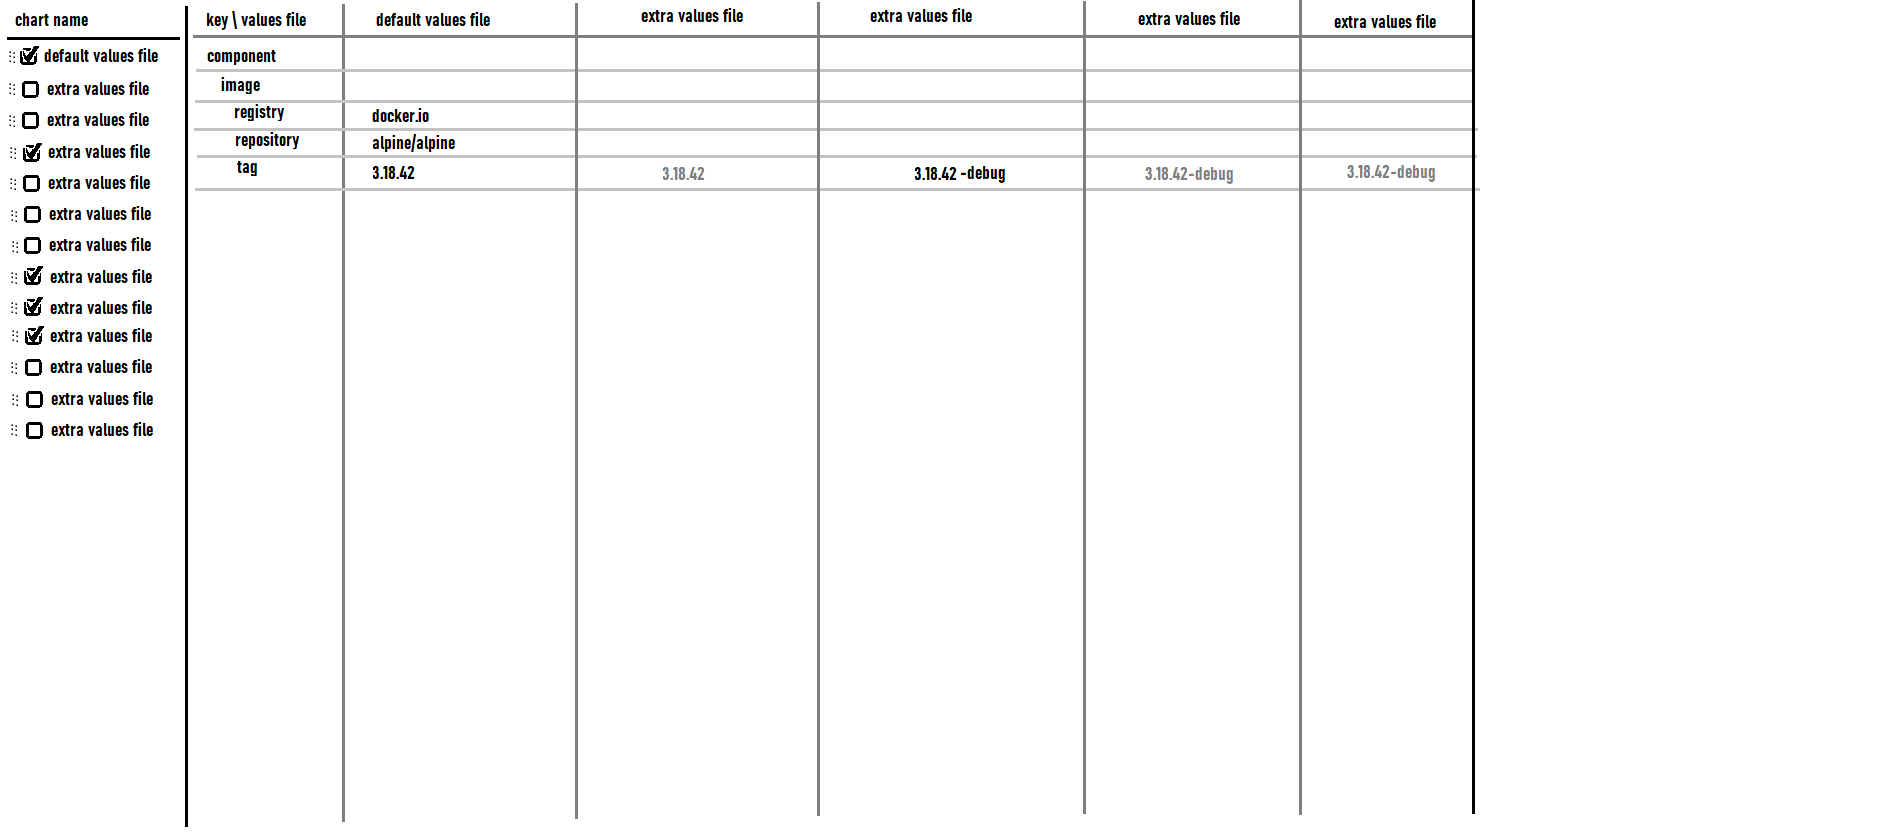 chart name
default values file
extra values file
extra values file
extra values file
extra values file
extra values file
extra values file
extra values file
extra values file
extra values file
extra values file
extra values file
extra values file
key \ values file default values file extra values file extra values file extra values file extra values file
component
image
registry docker.io
repository alpine/alpine
tag 3.18.42 3.18.42 3.18.42 -debug 3.18.42-debug 3.18.42-debug